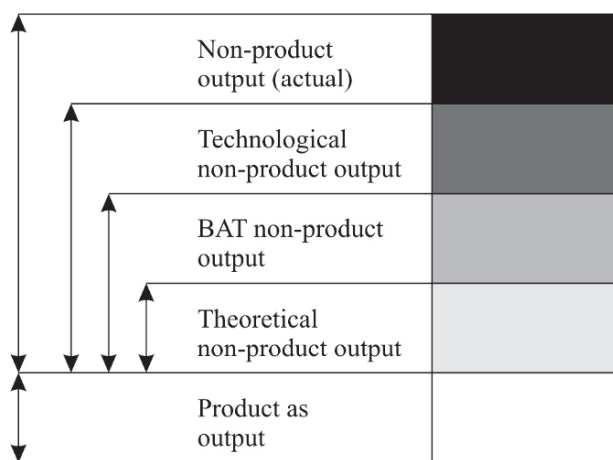 Non-product
output (actual)
Technological
non-product output
BAT non-product
output
Theoretical
non-product output
Product as
output